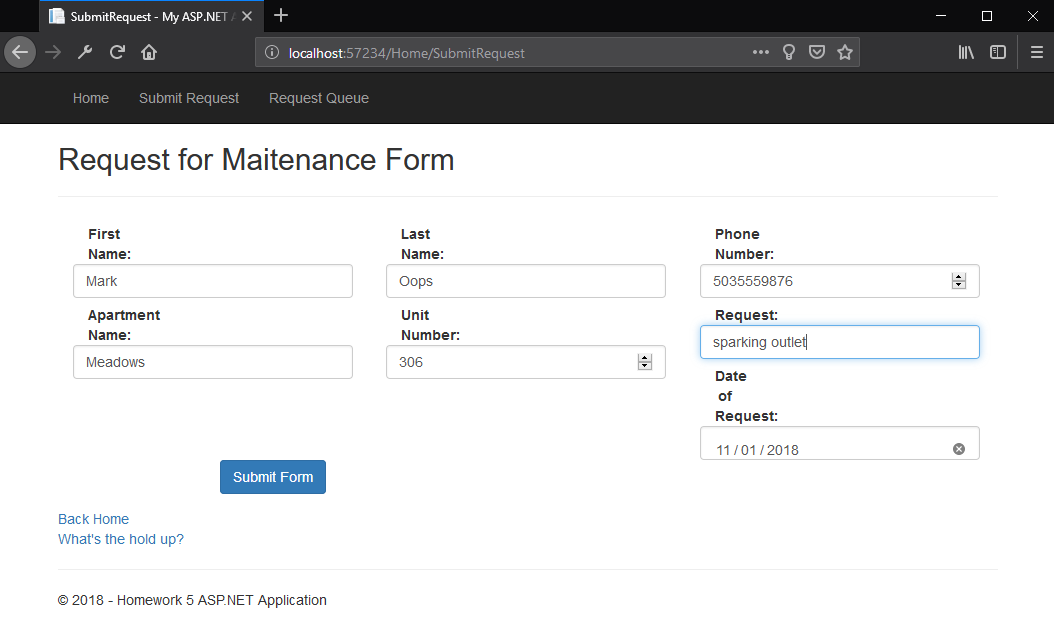 SubmitRequest - My ASP.NET A
localhost:57234/Home/SubmitRequest
Home Submit Request Request Queue
Request for Maitenance Form
First
Name:
Mark
Last
Name:
Oops
Phone
Number:
5035559876
Apartment
Name:
Meadows
Unit
Number:
306
Request:
sparking outlet
Date
of
Request:
11 / 01 / 2018
Submit Form
Back Home
What's the hold up?
© 2018 - Homework 5 ASP.NET Application